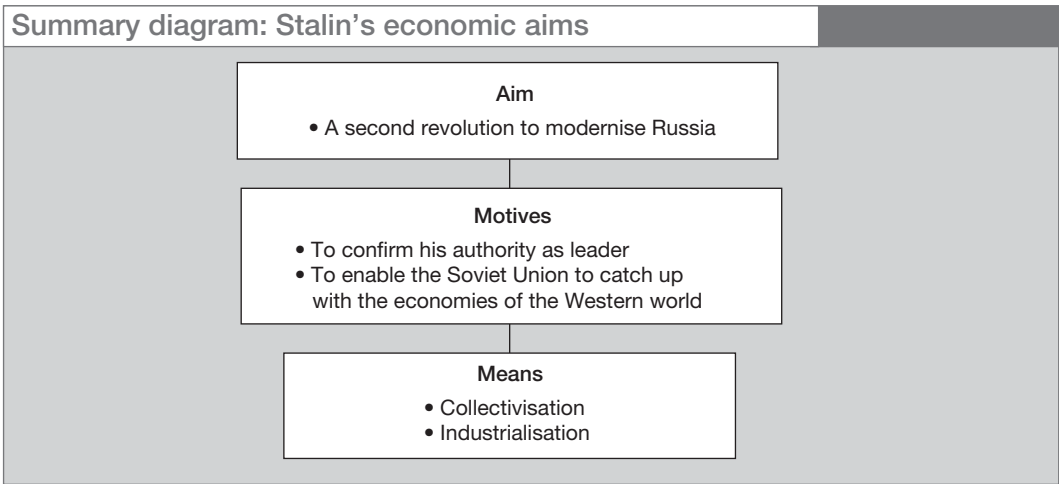 Summary diagram: Stalin's economic aims
Aim
• A second revolution to modernise Russia
Motives
• To confirm his authority as leader
• To enable the Soviet Union to catch up
with the economies of the Western world
Means
• Collectivisation
• Industrialisation